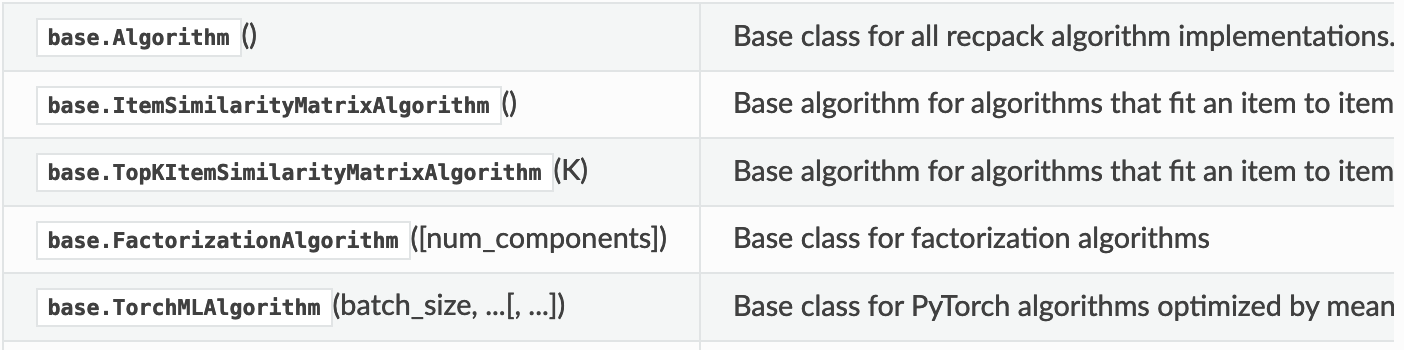 base.Algorithm() Base class for all recpack algorithm implementations.
base.ItemSimilarityMatrixAlgorithm() Base algorithm for algorithms that fit an item to item
base.TopKItemSimilarityMatrixAlgorithm(K) Base algorithm for algorithms that fit an item to item
base.FactorizationAlgorithm([num_components]) Base class for factorization algorithms
base.TorchMLAlgorithm(batch_size, ...[, ...]) Base class for PyTorch algorithms optimized by mean